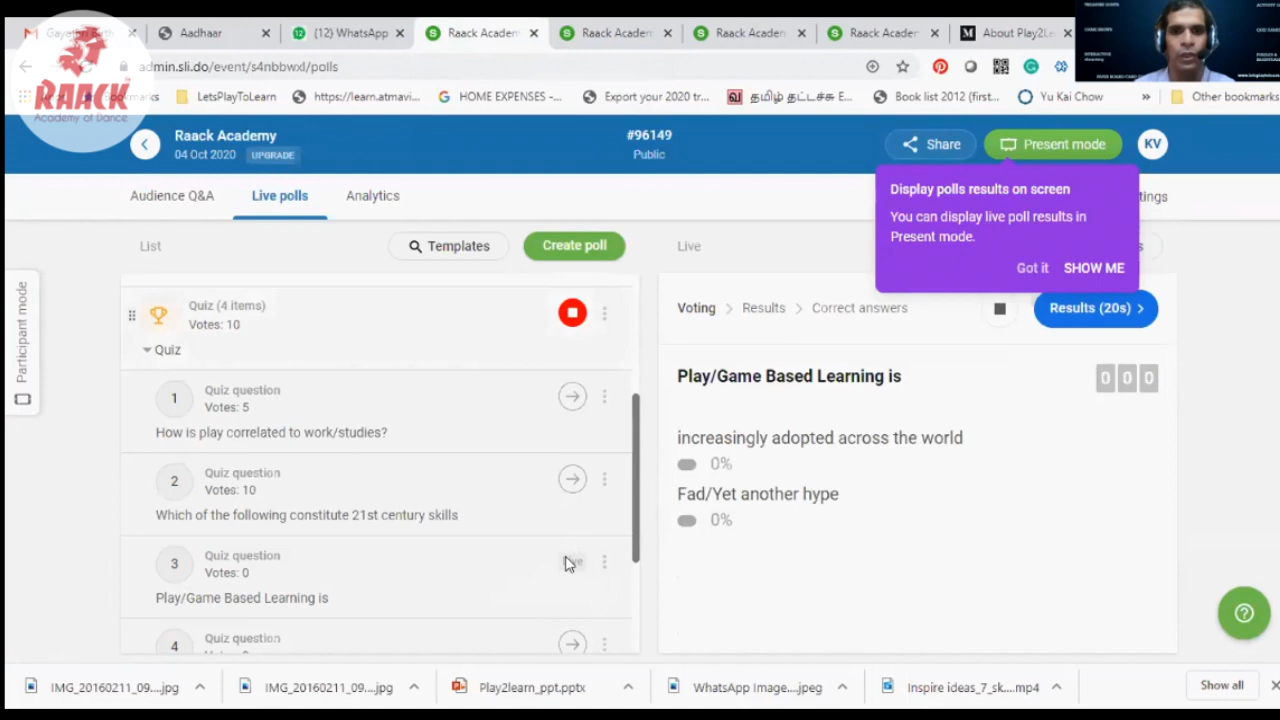 Aadhaar
(12) WhatsApp
Raack Academ
Raack Academ
Raack Academ
Raack Academ
About Play2Le
admin.sli.do/event/s4nbbwxl/polls
RAACK
Academy of Dance
LetsPlayToLearn
https://learn.atmavi...
HOME EXPENSES -...
Export your 2020 tr...
தமிழ் தட்டச்சு E...
Book list 2012 (first...
Yu Kai Chow
»
Other bookmarks
Raack Academy
04 Oct 2020 UPGRADE
#96149
Public
Share
Present mode
KV
Audience Q&A
Live polls
Analytics
tings
Display polls results on screen
You can display live poll results in
Present mode.
Got it SHOW ME
List
Templates
Create poll
Live
Participant mode
Quiz (4 items)
Votes: 10
Quiz
1
Quiz question
Votes: 5
How is play correlated to work/studies?
2
Quiz question
Votes: 10
Which of the following constitute 21st century skills
3
Quiz question
Votes: 0
Play/Game Based Learning is
4
Quiz question
Voting > Results > Correct answers
Results (20s) >
Play/Game Based Learning is
0 0 0
increasingly adopted across the world
0%
Fad/Yet another hype
0%
IMG_20160211_09....jpg
IMG_20160211_09....jpg
Play2learn_ppt.pptx
WhatsApp Image....jpeg
Inspire ideas_7_sk....mp4
Show all